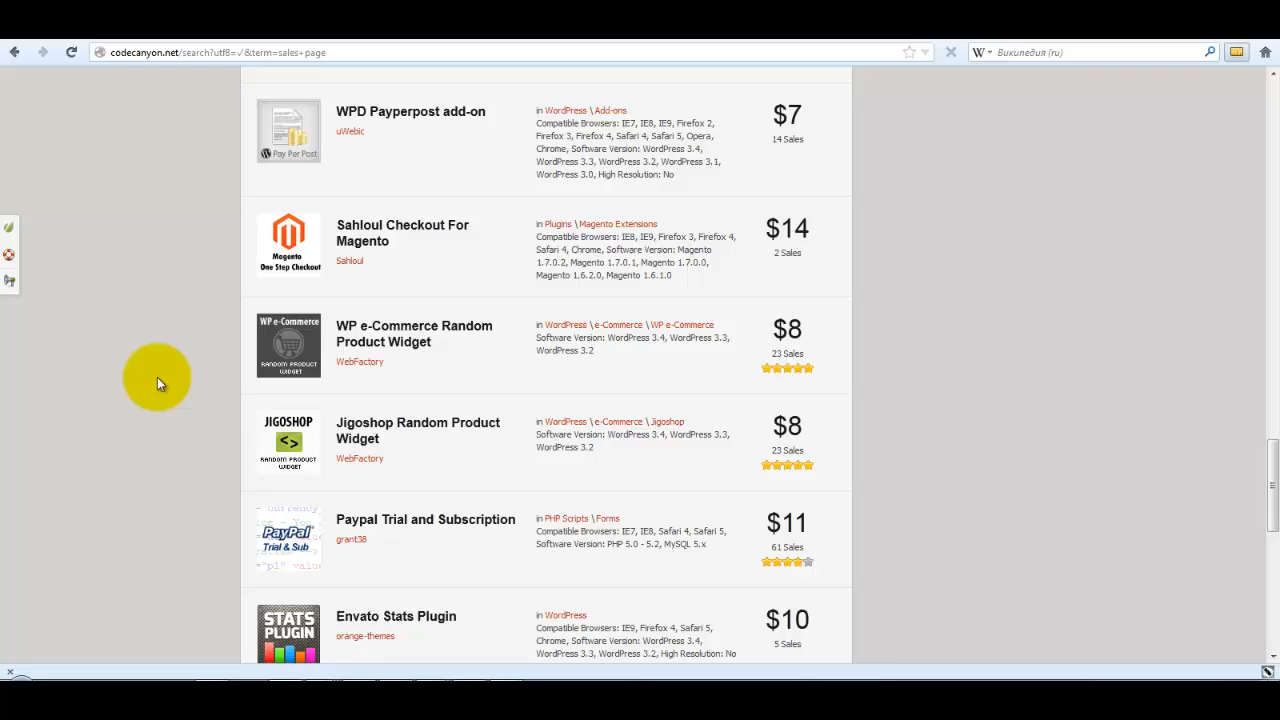 codecanyon.net/search?utf8=✓&term=sales+page
W Википедия (ru)
WPD Payperpost add-on
uWebic
Pay Per Post
in WordPress \ Add-ons
Compatible Browsers: IE7, IE8, IE9, Firefox 2,
Firefox 3, Firefox 4, Safari 4, Safari 5, Opera,
Chrome, Software Version: WordPress 3.4,
WordPress 3.3, WordPress 3.2, WordPress 3.1,
WordPress 3.0, High Resolution: No
$7
14 Sales
Magento
One Step Checkout
Sahloul Checkout For
Magento
Sahloul
in Plugins \ Magento Extensions
Compatible Browsers: IE8, IE9, Firefox 3, Firefox 4,
Safari 4, Chrome, Software Version: Magento
1.7.0.2, Magento 1.7.0.1, Magento 1.7.0.0,
Magento 1.6.2.0, Magento 1.6.1.0
$14
2 Sales
WP e-Commerce
RANDOM PRODUCT
WIDGET
WP e-Commerce Random
Product Widget
WebFactory
in WordPress \ e-Commerce \ WP e-Commerce
Software Version: WordPress 3.4, WordPress 3.3,
WordPress 3.2
$8
23 Sales
JIGOSHOP
<>
RANDOM PRODUCT
WIDGET
Jigoshop Random Product
Widget
WebFactory
in WordPress \ e-Commerce \ Jigoshop
Software Version: WordPress 3.4, WordPress 3.3,
WordPress 3.2
$8
23 Sales
PayPal
Trial & Sub
Paypal Trial and Subscription
grant38
in PHP Scripts \ Forms
Compatible Browsers: IE7, IE8, Safari 4, Safari 5,
Software Version: PHP 5.0 - 5.2, MySQL 5.x
$11
61 Sales
STATS
PLUGIN
Envato Stats Plugin
orange-themes
in WordPress
Compatible Browsers: IE9, Firefox 4, Safari 5,
Chrome, Software Version: WordPress 3.4,
WordPress 3.3, WordPress 3.2, High Resolution: No
$10
5 Sales